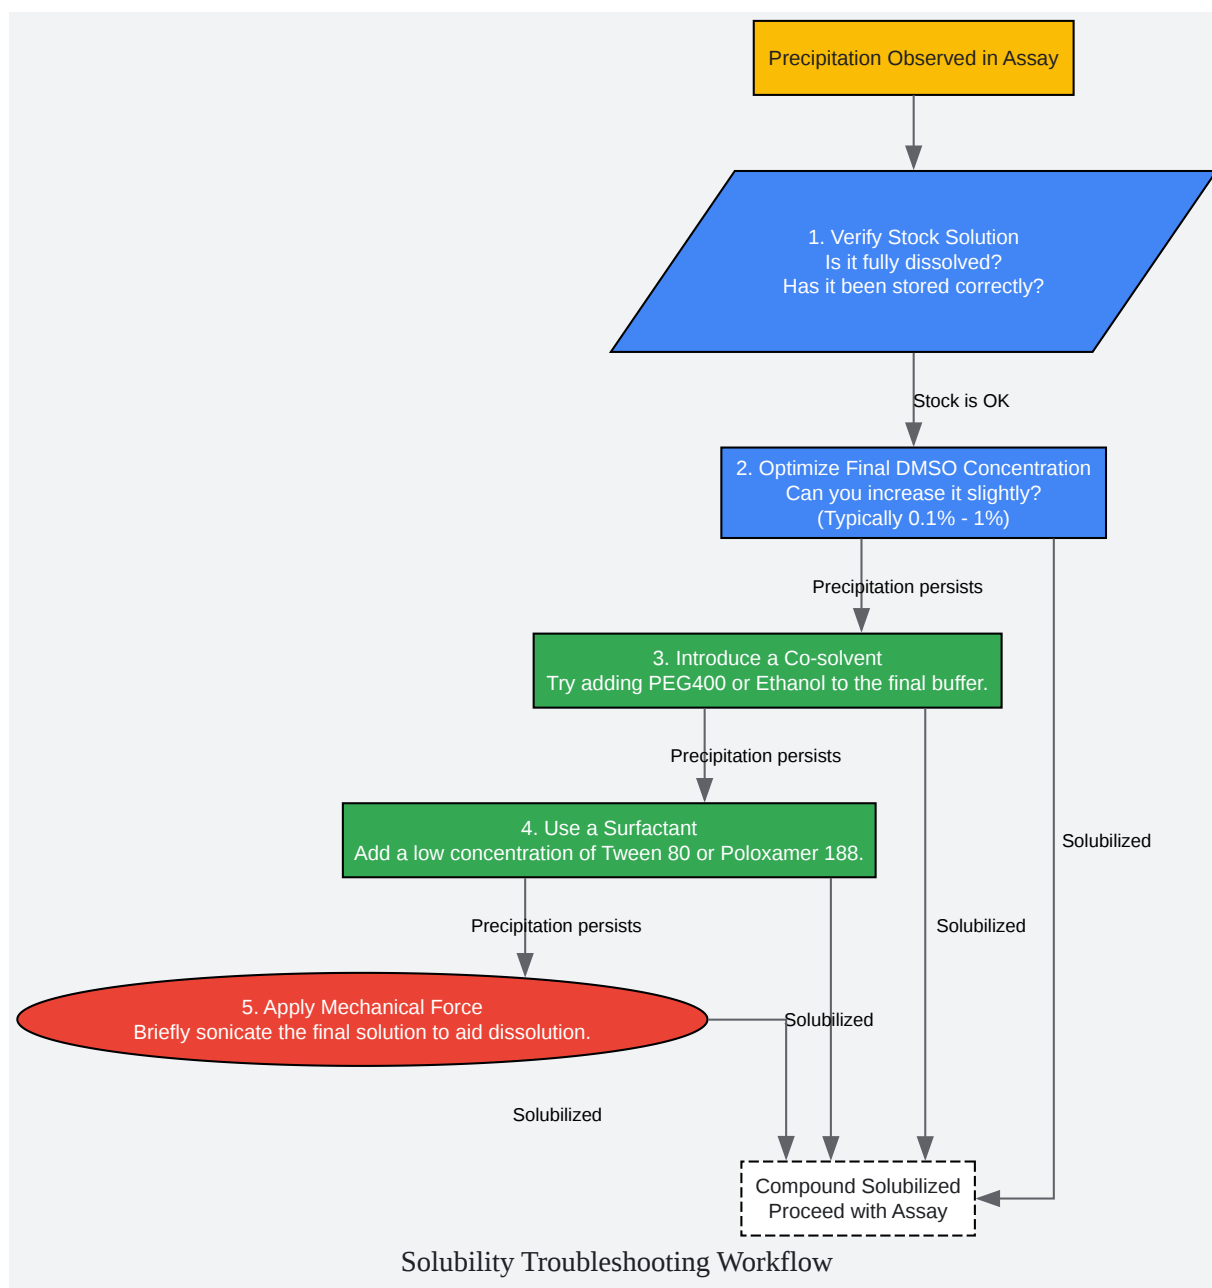 Precipitation Observed in Assay
1. Verify Stock Solution
Is it fully dissolved?
Has it been stored correctly?
Stock is OK
2. Optimize Final DMSO Concentration
Can you increase it slightly?
(Typically 0.1% - 1%)
Precipitation persists
3. Introduce a Co-solvent
Try adding PEG400 or Ethanol to the final buffer.
Precipitation persists
4. Use a Surfactant
Add a low concentration of Tween 80 or Poloxamer 188.
Solubilized
Precipitation persists
Solubilized
5. Apply Mechanical Force
Briefly sonicate the final solution to aid dissolution.
Solubilized
Solubilized
Compound Solubilized
Proceed with Assay
Solubility Troubleshooting Workflow